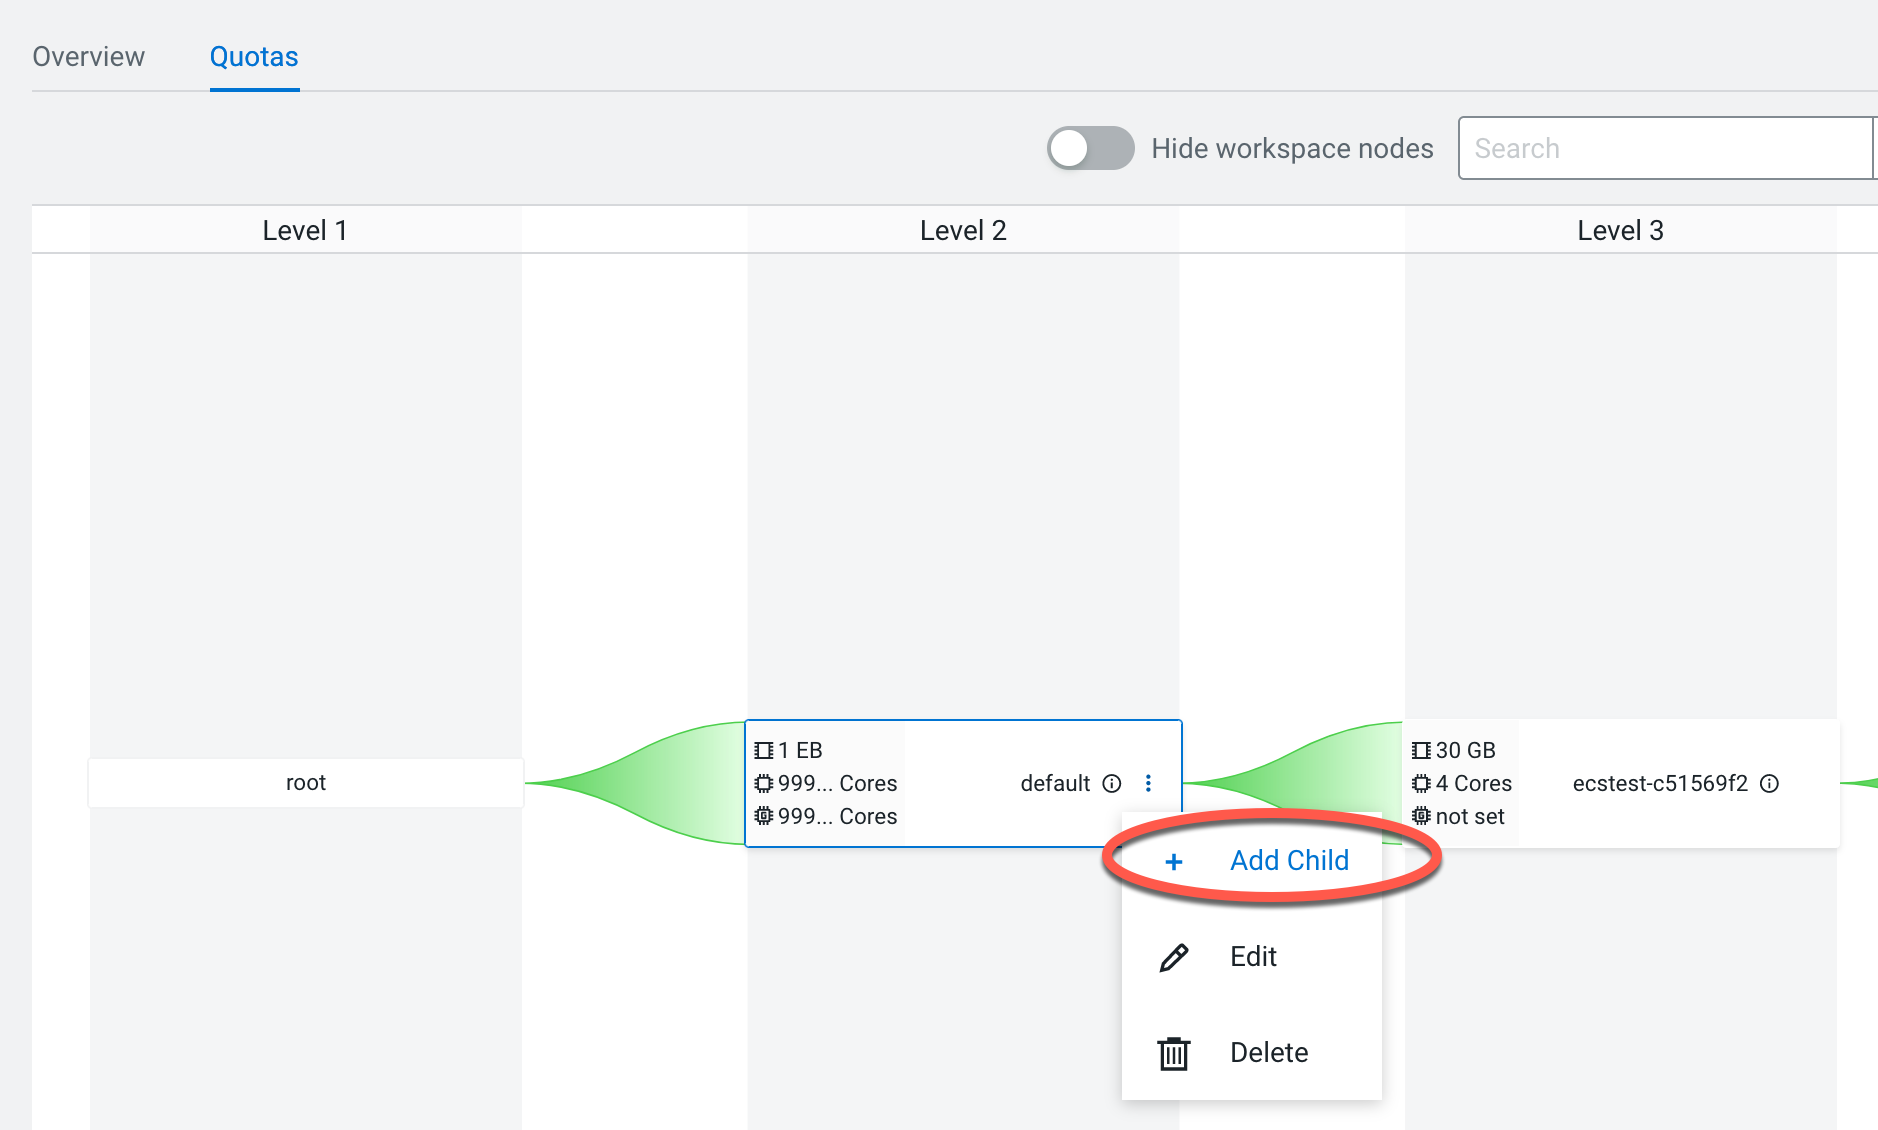 Overview Quotas
Hide workspace nodes Search
Level 1 Level 2 Level 3
root
1 EB
999... Cores
999... Cores
default
30 GB
4 Cores
not set
ecstest-c51569f2
+ Add Child
Edit
Delete